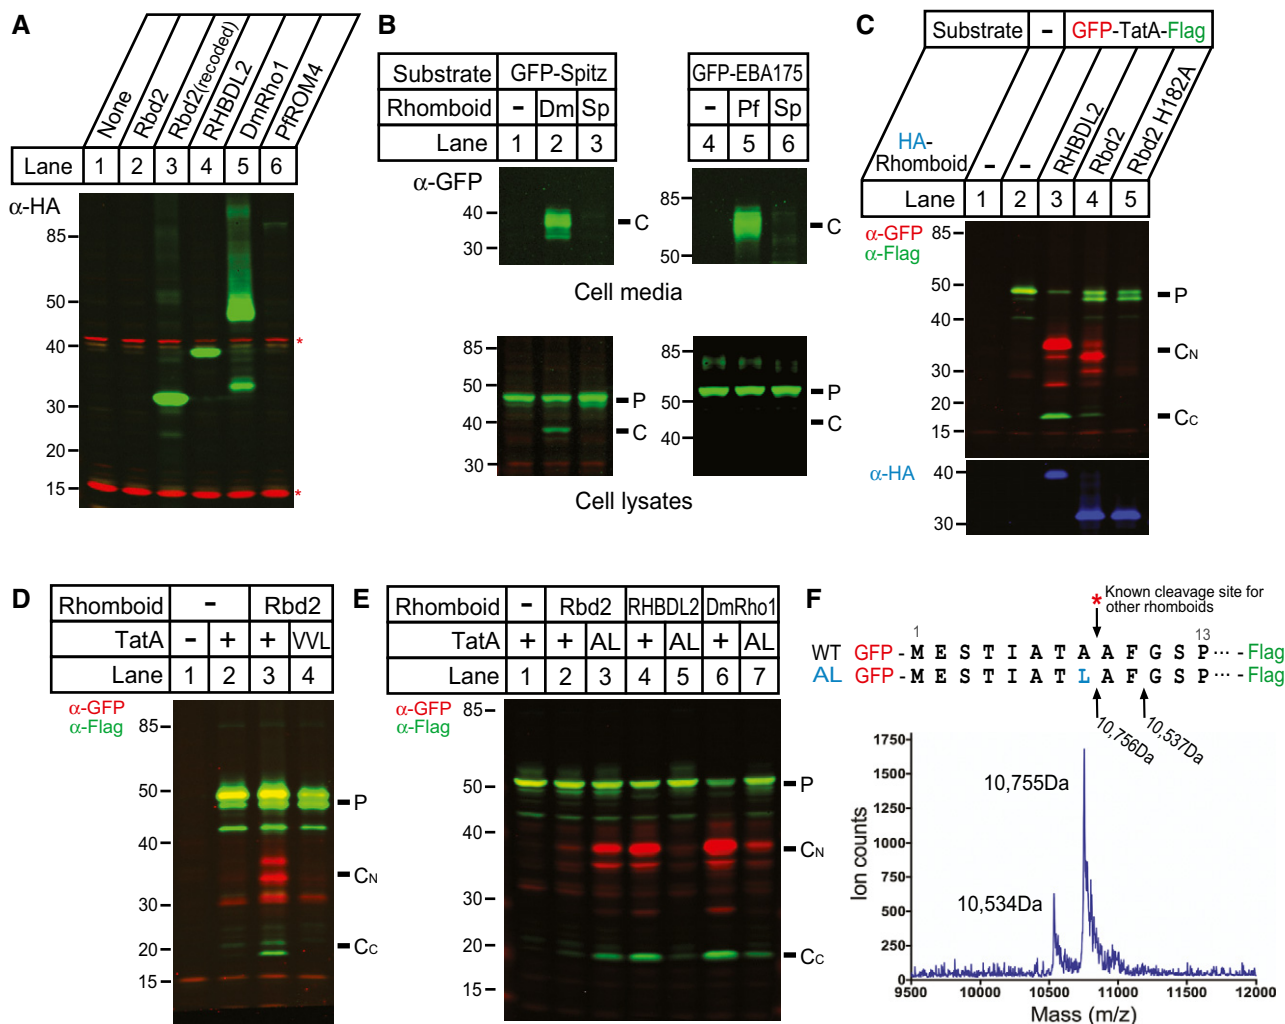 A
None
Rbd2
Rbd2(recoded)
RHBDL2
DmRho1
PfROM4
Lane 1 2 3 4 5 6
α-HA
85
50
40
30
20
15
*
*
B
Substrate GFP-Spitz
Rhomboid - Dm Sp
Lane 1 2 3
GFP-EBA175
- Pf Sp
4 5 6
α-GFP
40
30
C
85
50
C
Cell media
85
50
40
30
P
C
85
50
40
P
C
Cell lysates
C
Substrate - GFP-TatA-Flag
HA-Rhomboid - - RHBDL2 Rbd2 Rbd2 H182A
Lane 1 2 3 4 5
α-GFP
α-Flag
85
50
40
30
20
15
P
CN
CC
α-HA
40
30
D
Rhomboid - Rbd2
TatA - + + VVL
Lane 1 2 3 4
α-GFP
α-Flag
85
50
40
30
20
15
P
CN
CC
E
Rhomboid - Rbd2 RHBDL2 DmRho1
TatA + + AL + AL + AL
Lane 1 2 3 4 5 6 7
α-GFP
α-Flag
85
50
40
30
20
15
P
CN
CC
F
* Known cleavage site for
other rhomboids
1 13
WT GFP - M E S T I A T A A F G S P ··· - Flag
AL GFP - M E S T I A T L A F G S P ··· - Flag
10,756Da
10,537Da
1750
1500
1250
1000
750
500
250
0
Ion counts
10,755Da
10,534Da
9500 10000 10500 11000 11500 12000
Mass (m/z)